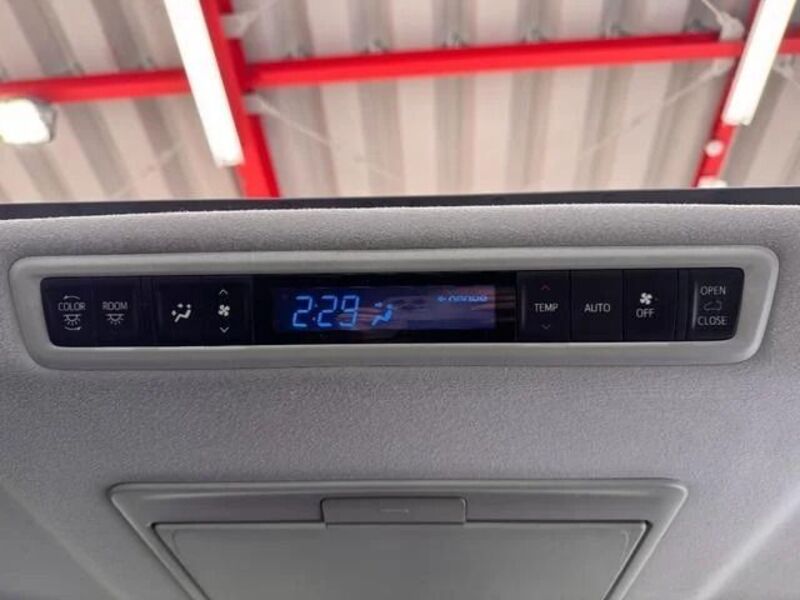 COLOR
ROOM
2:29
TEMP
AUTO
OFF
OPEN
CLOSE